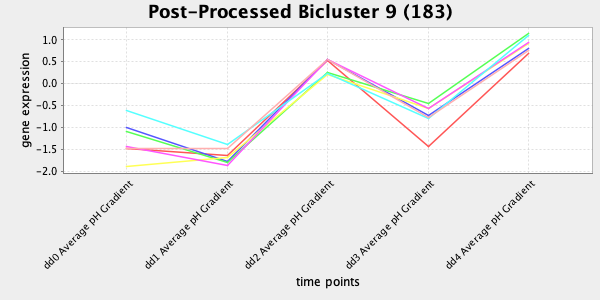 Post-Processed Bicluster 9 (183)
gene expression
1.0
0.5
0.0
-0.5
-1.0
-1.5
-2.0
dd0 Average pH Gradient
dd1 Average pH Gradient
dd2 Average pH Gradient
dd3 Average pH Gradient
dd4 Average pH Gradient
time points